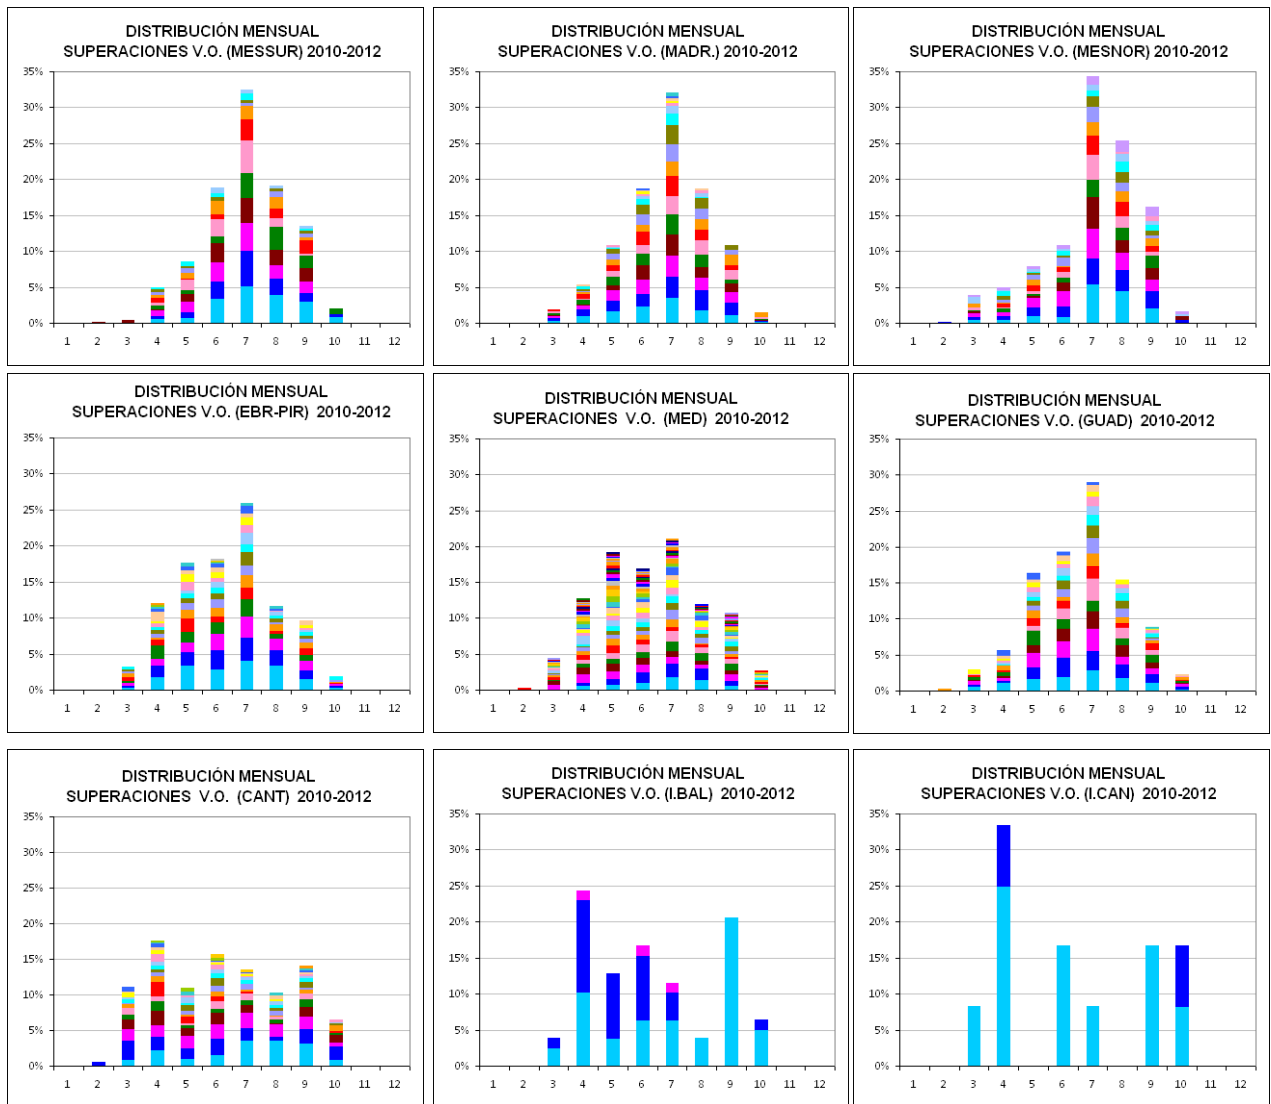 DISTRIBUCIÓN MENSUAL
SUPERACIONES V.O. (MESSUR) 2010-2012
35%
30%
25%
20%
15%
10%
5%
0%
1 2 3 4 5 6 7 8 9 10 11 12
DISTRIBUCIÓN MENSUAL
SUPERACIONES V.O. (MADR.) 2010-2012
35%
30%
25%
20%
15%
10%
5%
0%
1 2 3 4 5 6 7 8 9 10 11 12
DISTRIBUCIÓN MENSUAL
SUPERACIONES V.O. (MESNOR) 2010-2012
35%
30%
25%
20%
15%
10%
5%
0%
1 2 3 4 5 6 7 8 9 10 11 12
DISTRIBUCIÓN MENSUAL
SUPERACIONES V.O. (EBR-PIR) 2010-2012
35%
30%
25%
20%
15%
10%
5%
0%
1 2 3 4 5 6 7 8 9 10 11 12
DISTRIBUCIÓN MENSUAL
SUPERACIONES V.O. (MED) 2010-2012
35%
30%
25%
20%
15%
10%
5%
0%
1 2 3 4 5 6 7 8 9 10 11 12
DISTRIBUCIÓN MENSUAL
SUPERACIONES V.O. (GUAD) 2010-2012
35%
30%
25%
20%
15%
10%
5%
0%
1 2 3 4 5 6 7 8 9 10 11 12
DISTRIBUCIÓN MENSUAL
SUPERACIONES V.O. (CANT) 2010-2012
35%
30%
25%
20%
15%
10%
5%
0%
1 2 3 4 5 6 7 8 9 10 11 12
DISTRIBUCIÓN MENSUAL
SUPERACIONES V.O. (I.BAL) 2010-2012
35%
30%
25%
20%
15%
10%
5%
0%
1 2 3 4 5 6 7 8 9 10 11 12
DISTRIBUCIÓN MENSUAL
SUPERACIONES V.O. (I.CAN) 2010-2012
35%
30%
25%
20%
15%
10%
5%
0%
1 2 3 4 5 6 7 8 9 10 11 12